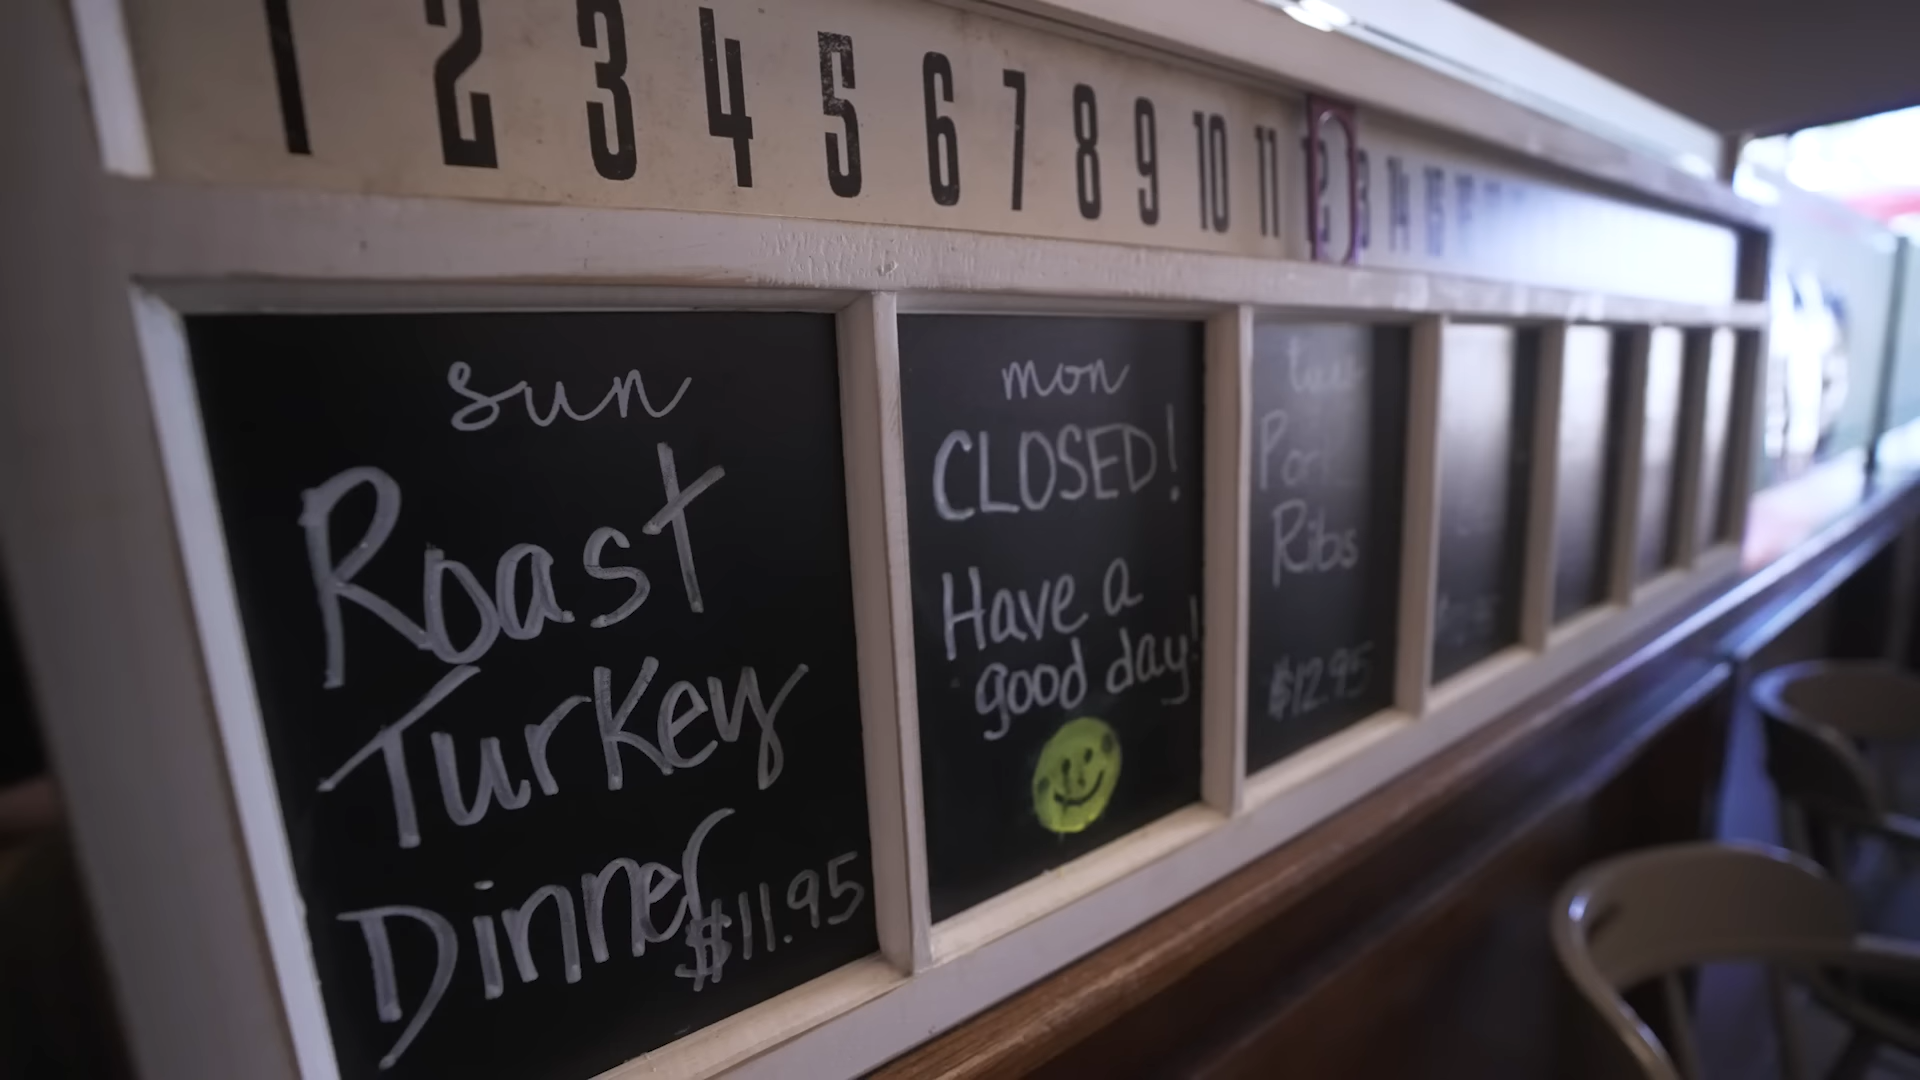 1 2 3 4 5 6 7 8 9 10 11 12 13 14 15
sun
Roast
Turkey
Dinner
$11.95
mon
CLOSED!
Have a
good day!
tues
Pork
Ribs
$12.95